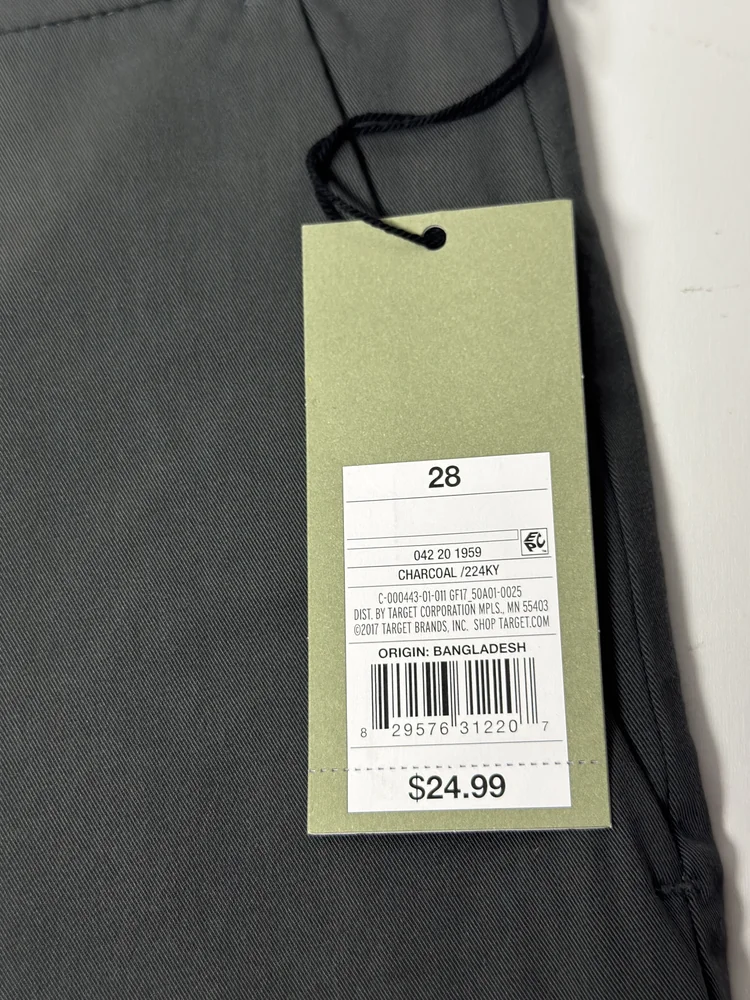 28
EPC
042 20 1959
CHARCOAL /224KY
C-000443-01-011 GF17_50A01-0025
DIST. BY TARGET CORPORATION MPLS., MN 55403
©2017 TARGET BRANDS, INC. SHOP TARGET.COM
ORIGIN: BANGLADESH
8 29576 31220 7
$24.99